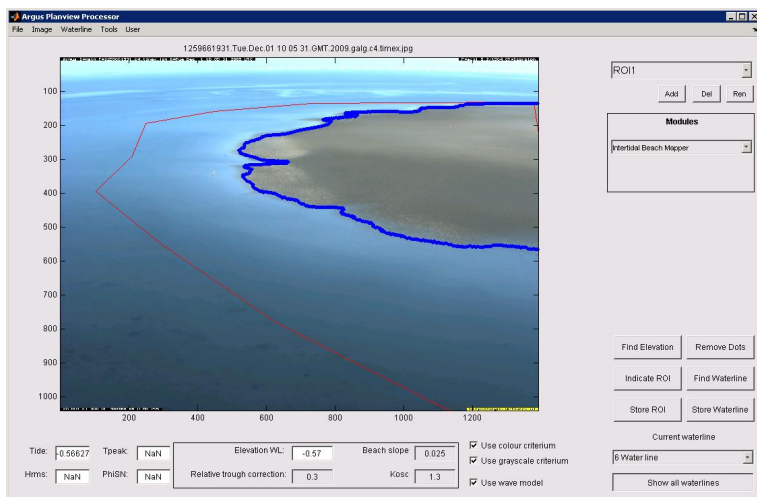 Argus Planview Processor
File Image Waterline Tools User
1259661931.Tue.Dec.01 10 05 31.GMT.2009.galg.c4.timex.jpg
100
200
300
400
500
600
700
800
900
1000
200 400 600 800 1000 1200
ROI1
Add Del Ren
Modules
Intertidal Beach Mapper
Find Elevation Remove Dots
Indicate ROI Find Waterline
Store ROI Store Waterline
Current waterline
6 Water line
Show all waterlines
Tide: -0.56627 Tpeak: NaN
Hrms: NaN PhiSN: NaN
Elevation WL: -0.57 Beach slope 0.025
Relative trough correction: 0.3 Kosc 1.3
Use colour criterium
Use grayscale criterium
Use wave model